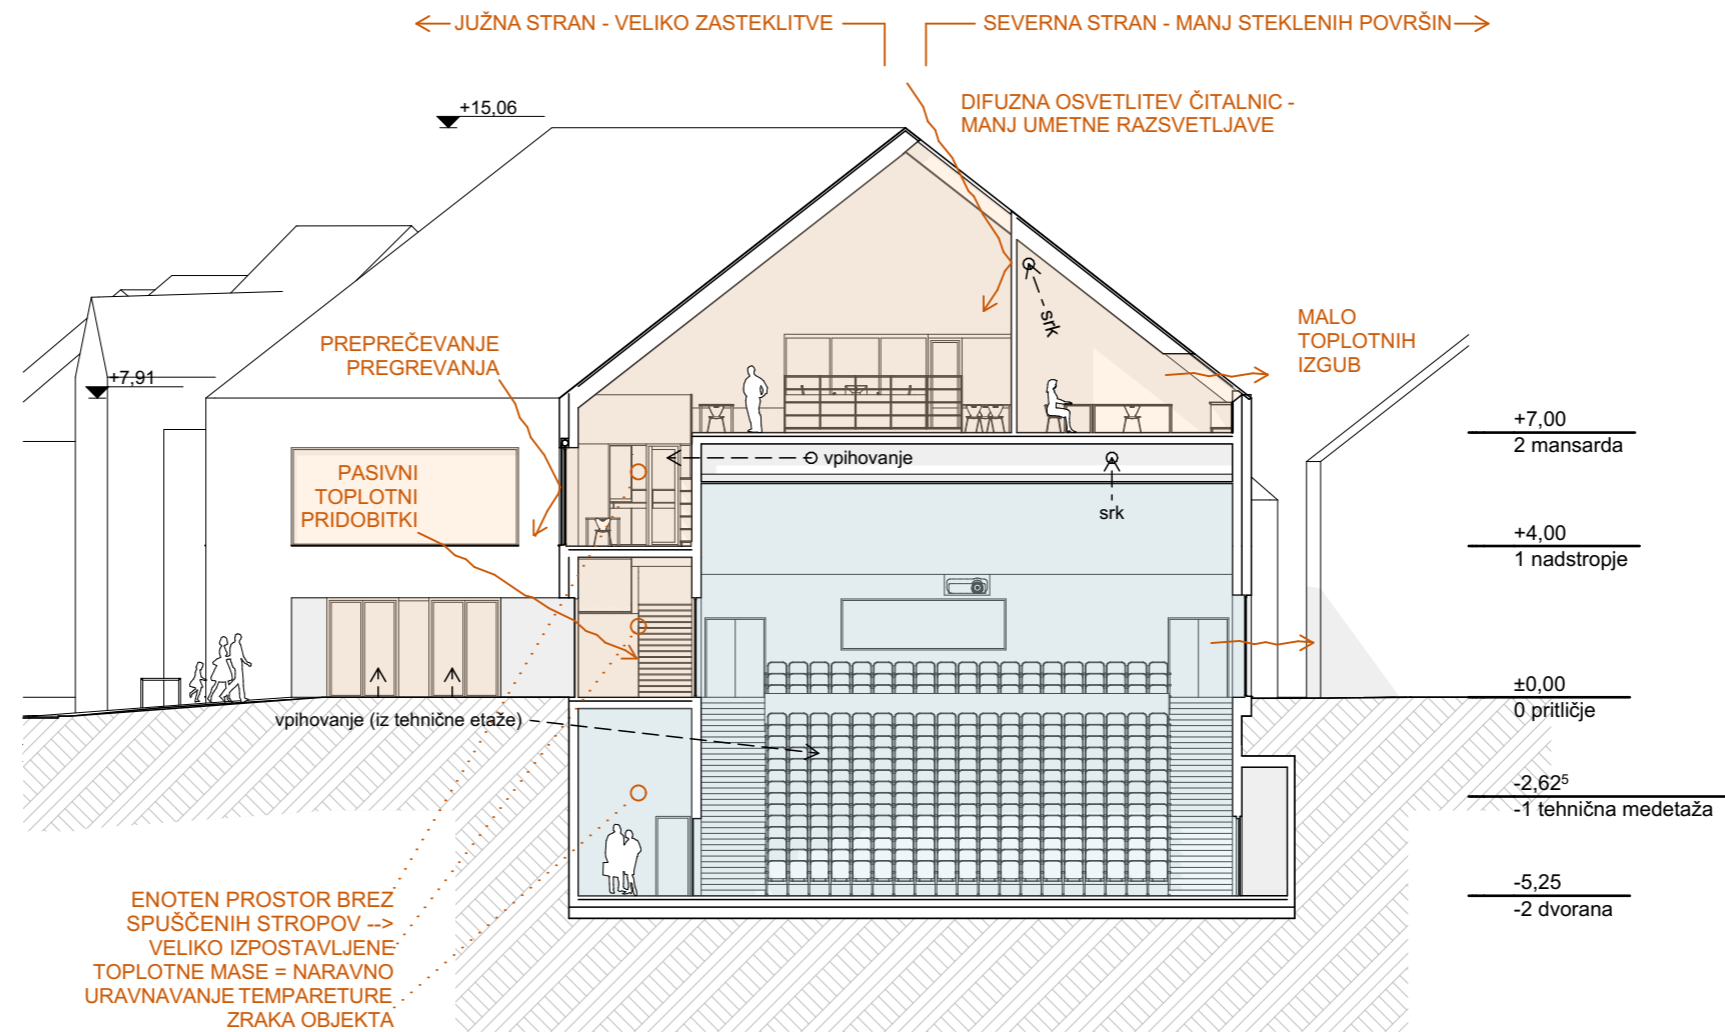 JUŽNA STRAN - VELIKO ZASTEKLITVE
SEVERNA STRAN - MANJ STEKLENIH POVRŠIN
DIFUZNA OSVETLITEV ČITALNIC -
MANJ UMETNE RAZSVETLJAVE
+15,06
srk
MALO
TOPLOTNIH
IZGUB
PREPREČEVANJE
PREGREVANJA
+7,91
+7,00
2 mansarda
vpihovanje
srk
PASIVNI
TOPLOTNI
PRIDOBITKI
+4,00
1 nadstropje
±0,00
0 pritličje
vpihovanje (iz tehnične etaže)
-2,62⁵
-1 tehnična medetaža
-5,25
-2 dvorana
ENOTEN PROSTOR BREZ
SPUŠČENIH STROPOV -->
VELIKO IZPOSTAVLJENE
TOPLOTNE MASE = NARAVNO
URAVNAVANJE TEMPARETURE
ZRAKA OBJEKTA